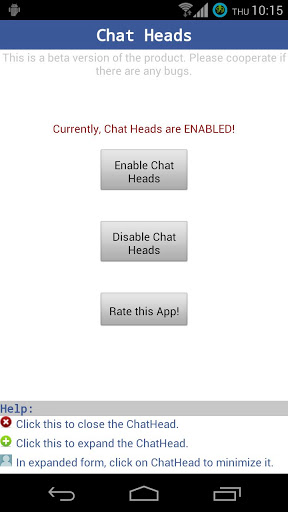 THU 10:15
Chat Heads
This is a beta version of the product. Please cooperate if
there are any bugs.
Currently, Chat Heads are ENABLED!
Enable Chat
Heads
Disable Chat
Heads
Rate this App!
Help:
Click this to close the ChatHead.
Click this to expand the ChatHead.
In expanded form, click on ChatHead to minimize it.